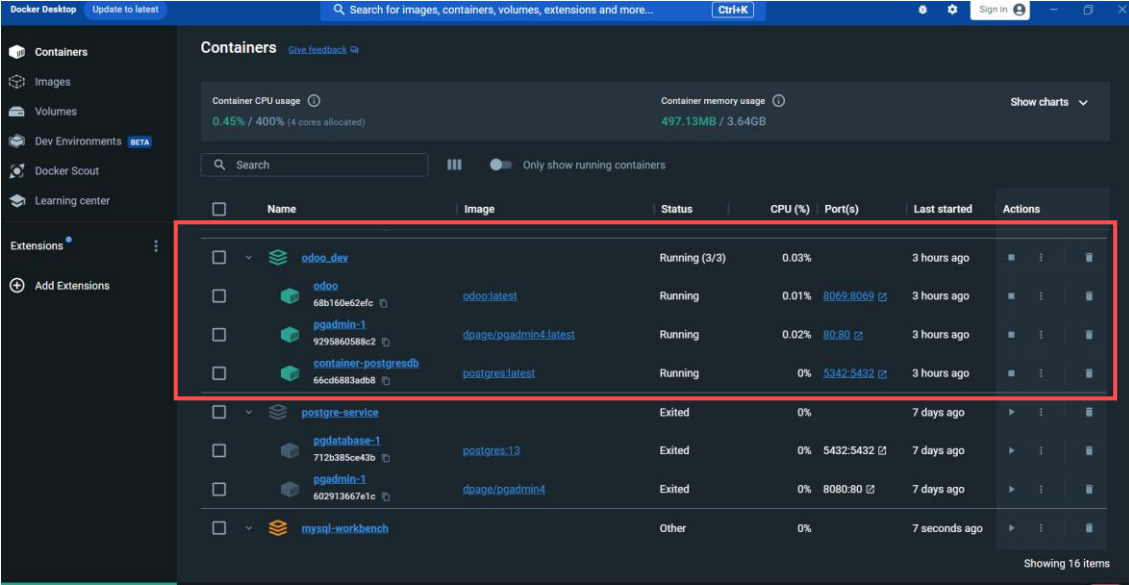 Docker Desktop Update to latest Search for images, containers, volumes, extensions and more... Ctrl+K Sign in
Containers
Images
Volumes
Dev Environments BETA
Docker Scout
Learning center
Extensions
Add Extensions
Containers Give feedback
Container CPU usage
0.45% / 400% (4 cores allocated)
Container memory usage
497.13MB / 3.64GB
Show charts
Search
Only show running containers
Name Image Status CPU (%) Port(s) Last started Actions
odoo_dev Running (3/3) 0.03% 3 hours ago
odoo
68b160e62efc odoo:latest Running 0.01% 8069:8069 3 hours ago
pgadmin-1
9295860588c2 dpage/pgadmin4:latest Running 0.02% 80:80 3 hours ago
container-postgresdb
66cd6883adb8 postgres:latest Running 0% 5342:5432 3 hours ago
postgre-service Exited 0% 7 days ago
pgdatabase-1
712b385ce43b postgres:13 Exited 0% 5432:5432 7 days ago
pgadmin-1
602913667e1c dpage/pgadmin4 Exited 0% 8080:80 7 days ago
mysql-workbench Other 0% 7 seconds ago
Showing 16 items